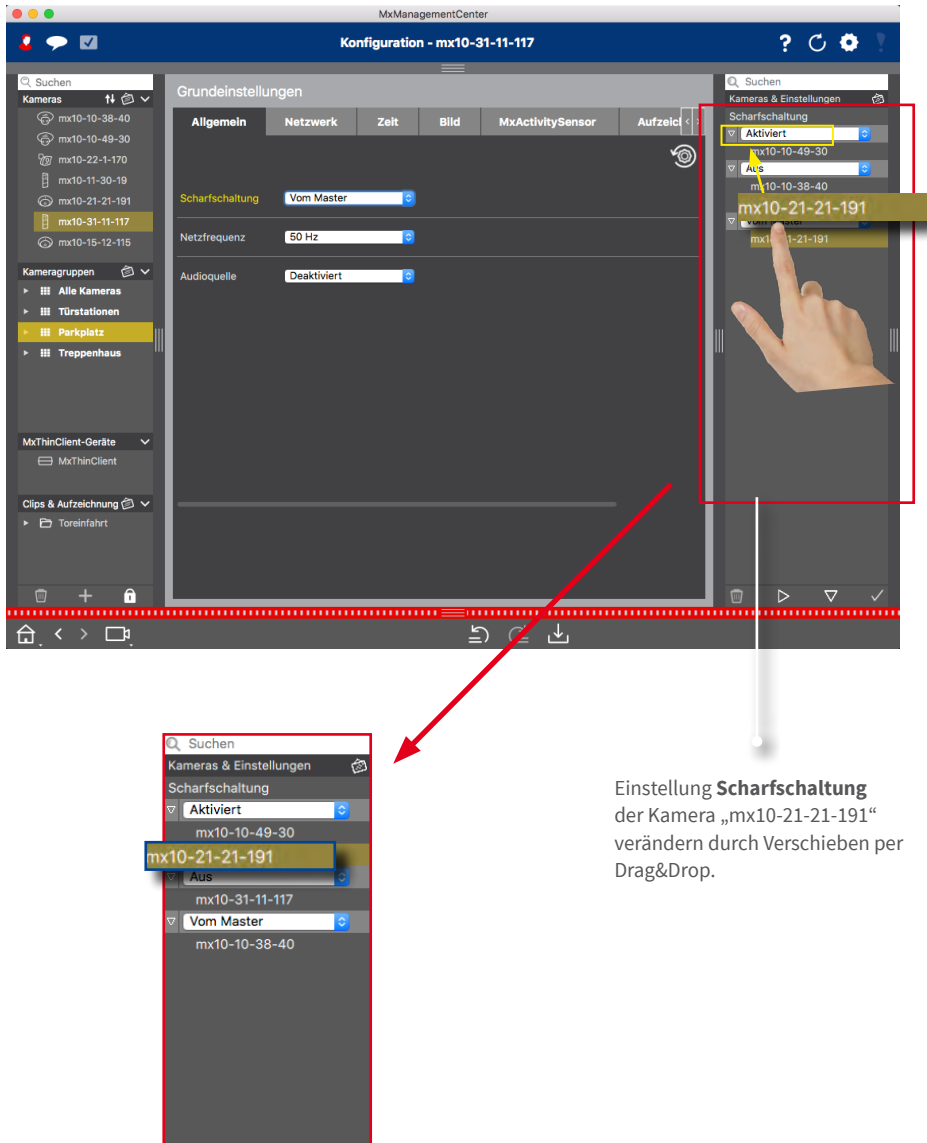 MxManagementCenter
Konfiguration - mx10-31-11-117
Suchen
Kameras
mx10-10-38-40
mx10-10-49-30
mx10-22-1-170
mx10-11-30-19
mx10-21-21-191
mx10-31-11-117
mx10-15-12-115
Kameragruppen
Alle Kameras
Türstationen
Parkplatz
Treppenhaus
MxThinClient-Geräte
MxThinClient
Clips & Aufzeichnung
Toreinfahrt
Grundeinstellungen
Allgemein Netzwerk Zeit Bild MxActivitySensor Aufzeicl
Scharfschaltung Vom Master
Netzfrequenz 50 Hz
Audioquelle Deaktiviert
Suchen
Kameras & Einstellungen
Scharfschaltung
Aktiviert
mx10-10-49-30
Aus
mx10-10-38-40
mx10-21-21-191
Vom Master
1-21-191
Suchen
Kameras & Einstellungen
Scharfschaltung
Aktiviert
mx10-10-49-30
mx10-21-21-191
Aus
mx10-31-11-117
Vom Master
mx10-10-38-40
Einstellung Scharfschaltung
der Kamera „mx10-21-21-191“
verändern durch Verschieben per
Drag&Drop.